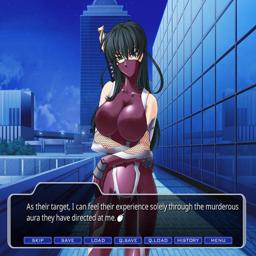 As their target, I can feel their experience solely through the murderous
aura they have directed at me.
SKIP
SAVE
LOAD
Q.SAVE
Q.LOAD
HISTORY
MENU